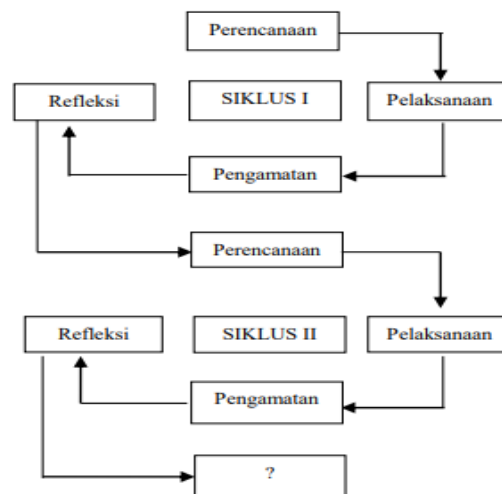 Perencanaan
Refleksi
SIKLUS I
Pelaksanaan
Pengamatan
Perencanaan
Refleksi
SIKLUS II
Pelaksanaan
Pengamatan
?